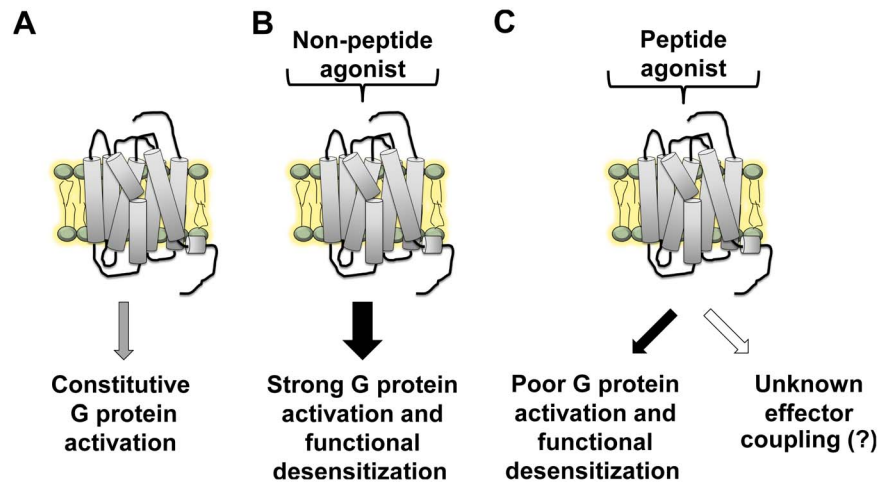 A
Constitutive
G protein
activation
B
Non-peptide
agonist
Strong G protein
activation and
functional
desensitization
C
Peptide
agonist
Poor G protein
activation and
functional
desensitization
Unknown
effector
coupling (?)